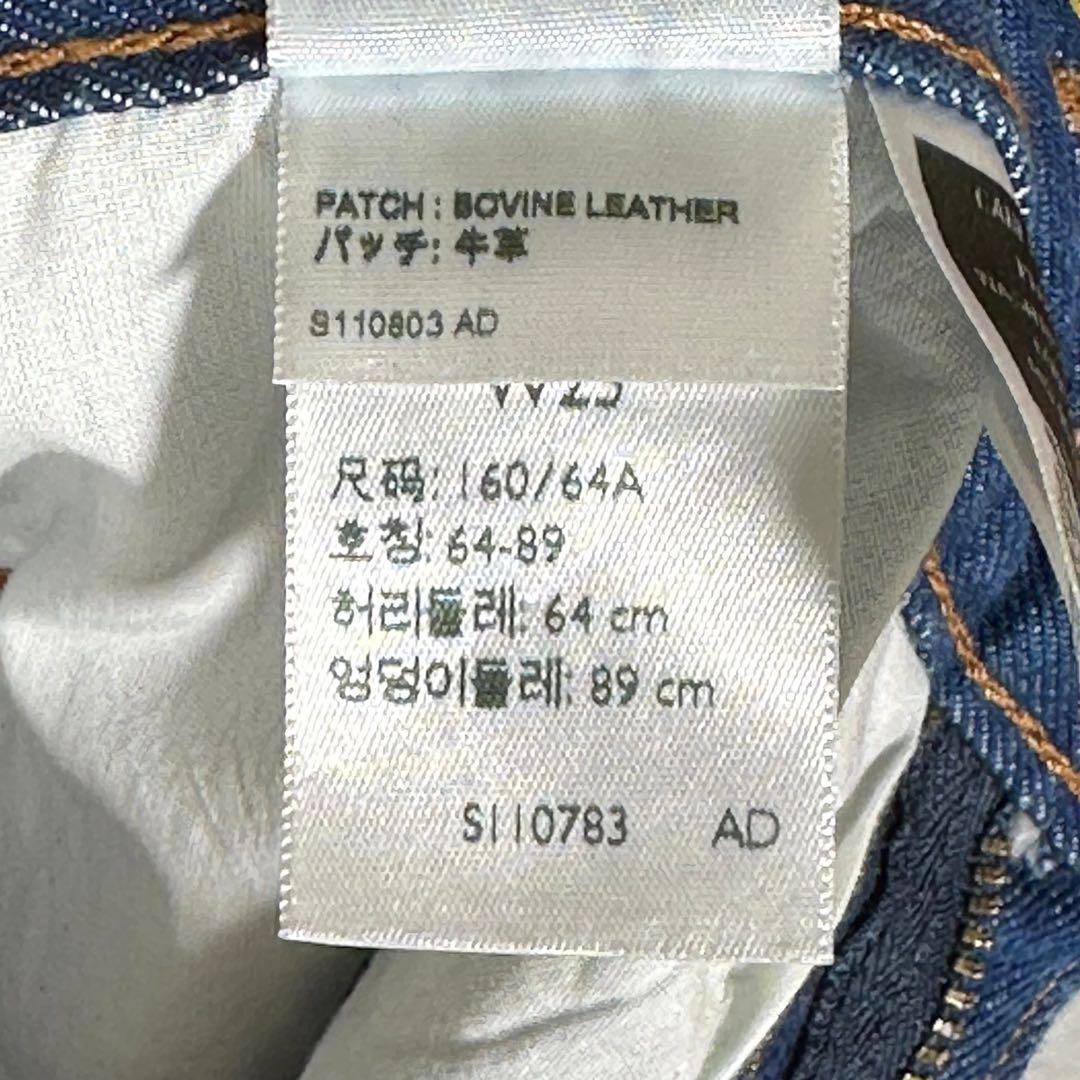 PATCH : BOVINE LEATHER
パッチ: 牛革
S110803 AD
W25
尺码: 160/64A
호칭: 64-89
허리둘레: 64 cm
엉덩이둘레: 89 cm
S110783 AD